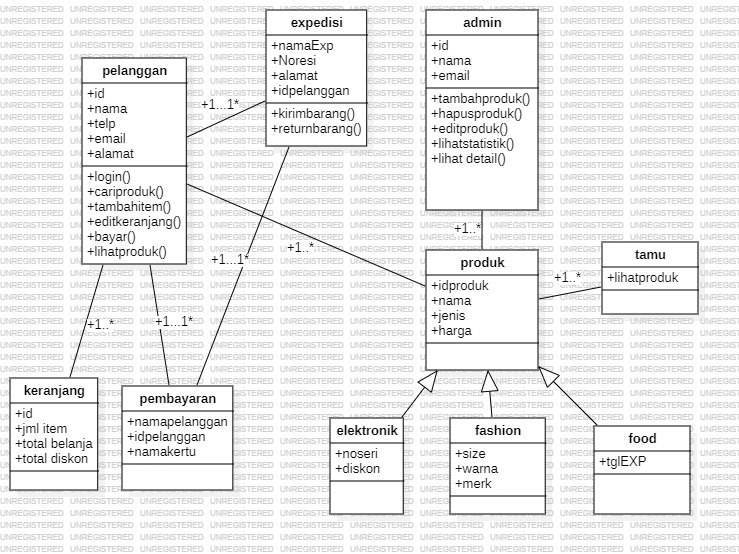 expedisi
+namaExp
+Noresi
+alamat
+idpelanggan
+kirimbarang()
+returnbarang()
admin
+id
+nama
+email
+tambahproduk()
+hapusproduk()
+editproduk()
+lihatstatistik()
+lihat detail()
pelanggan
+id
+nama
+telp
+email
+alamat
+login()
+cariproduk()
+tambahitem()
+editkeranjang()
+bayar()
+lihatproduk()
+1...1*
+1..*
+1..*
+1...1*
+1..*
+1..*
+1...1*
produk
+idproduk
+nama
+jenis
+harga
tamu
+lihatproduk
keranjang
+id
+jml item
+total belanja
+total diskon
pembayaran
+namapelanggan
+idpelanggan
+namakertu
elektronik
+noseri
+diskon
fashion
+size
+warna
+merk
food
+tglEXP
UNREGISTERED